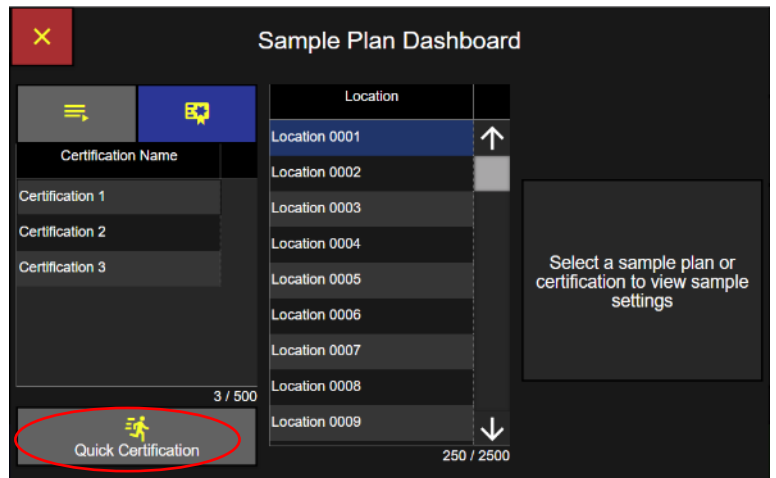 Sample Plan Dashboard
Certification Name
Certification 1
Certification 2
Certification 3
3 / 500
Quick Certification
Location
Location 0001
Location 0002
Location 0003
Location 0004
Location 0005
Location 0006
Location 0007
Location 0008
Location 0009
250 / 2500
Select a sample plan or
certification to view sample
settings